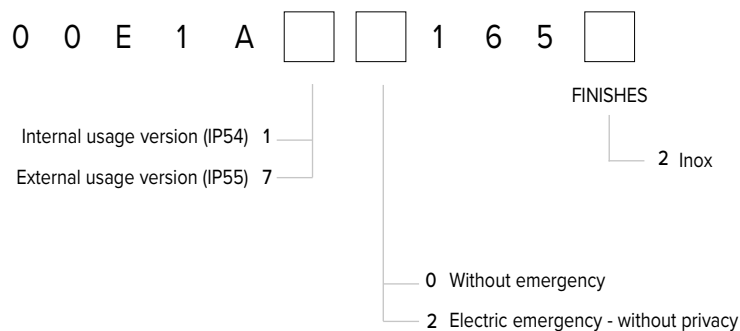 0 0 E 1 A 1 6 5
FINISHES
Internal usage version (IP54) 1
2 Inox
External usage version (IP55) 7
0 Without emergency
2 Electric emergency - without privacy